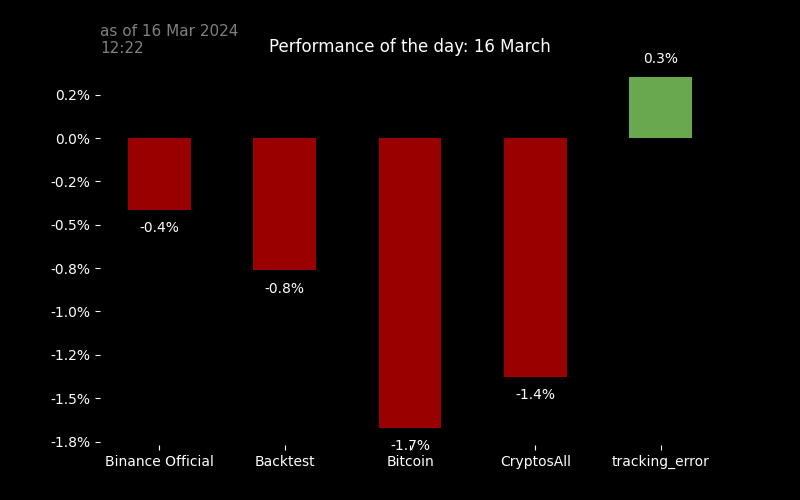 as of 16 Mar 2024
12:22
Performance of the day: 16 March
0.3%
0.2%
0.0%
-0.2%
-0.5%
-0.8%
-1.0%
-1.2%
-1.5%
-1.8%
-0.4%
-0.8%
-1.7%
-1.4%
Binance Official
Backtest
Bitcoin
CryptosAll
tracking_error